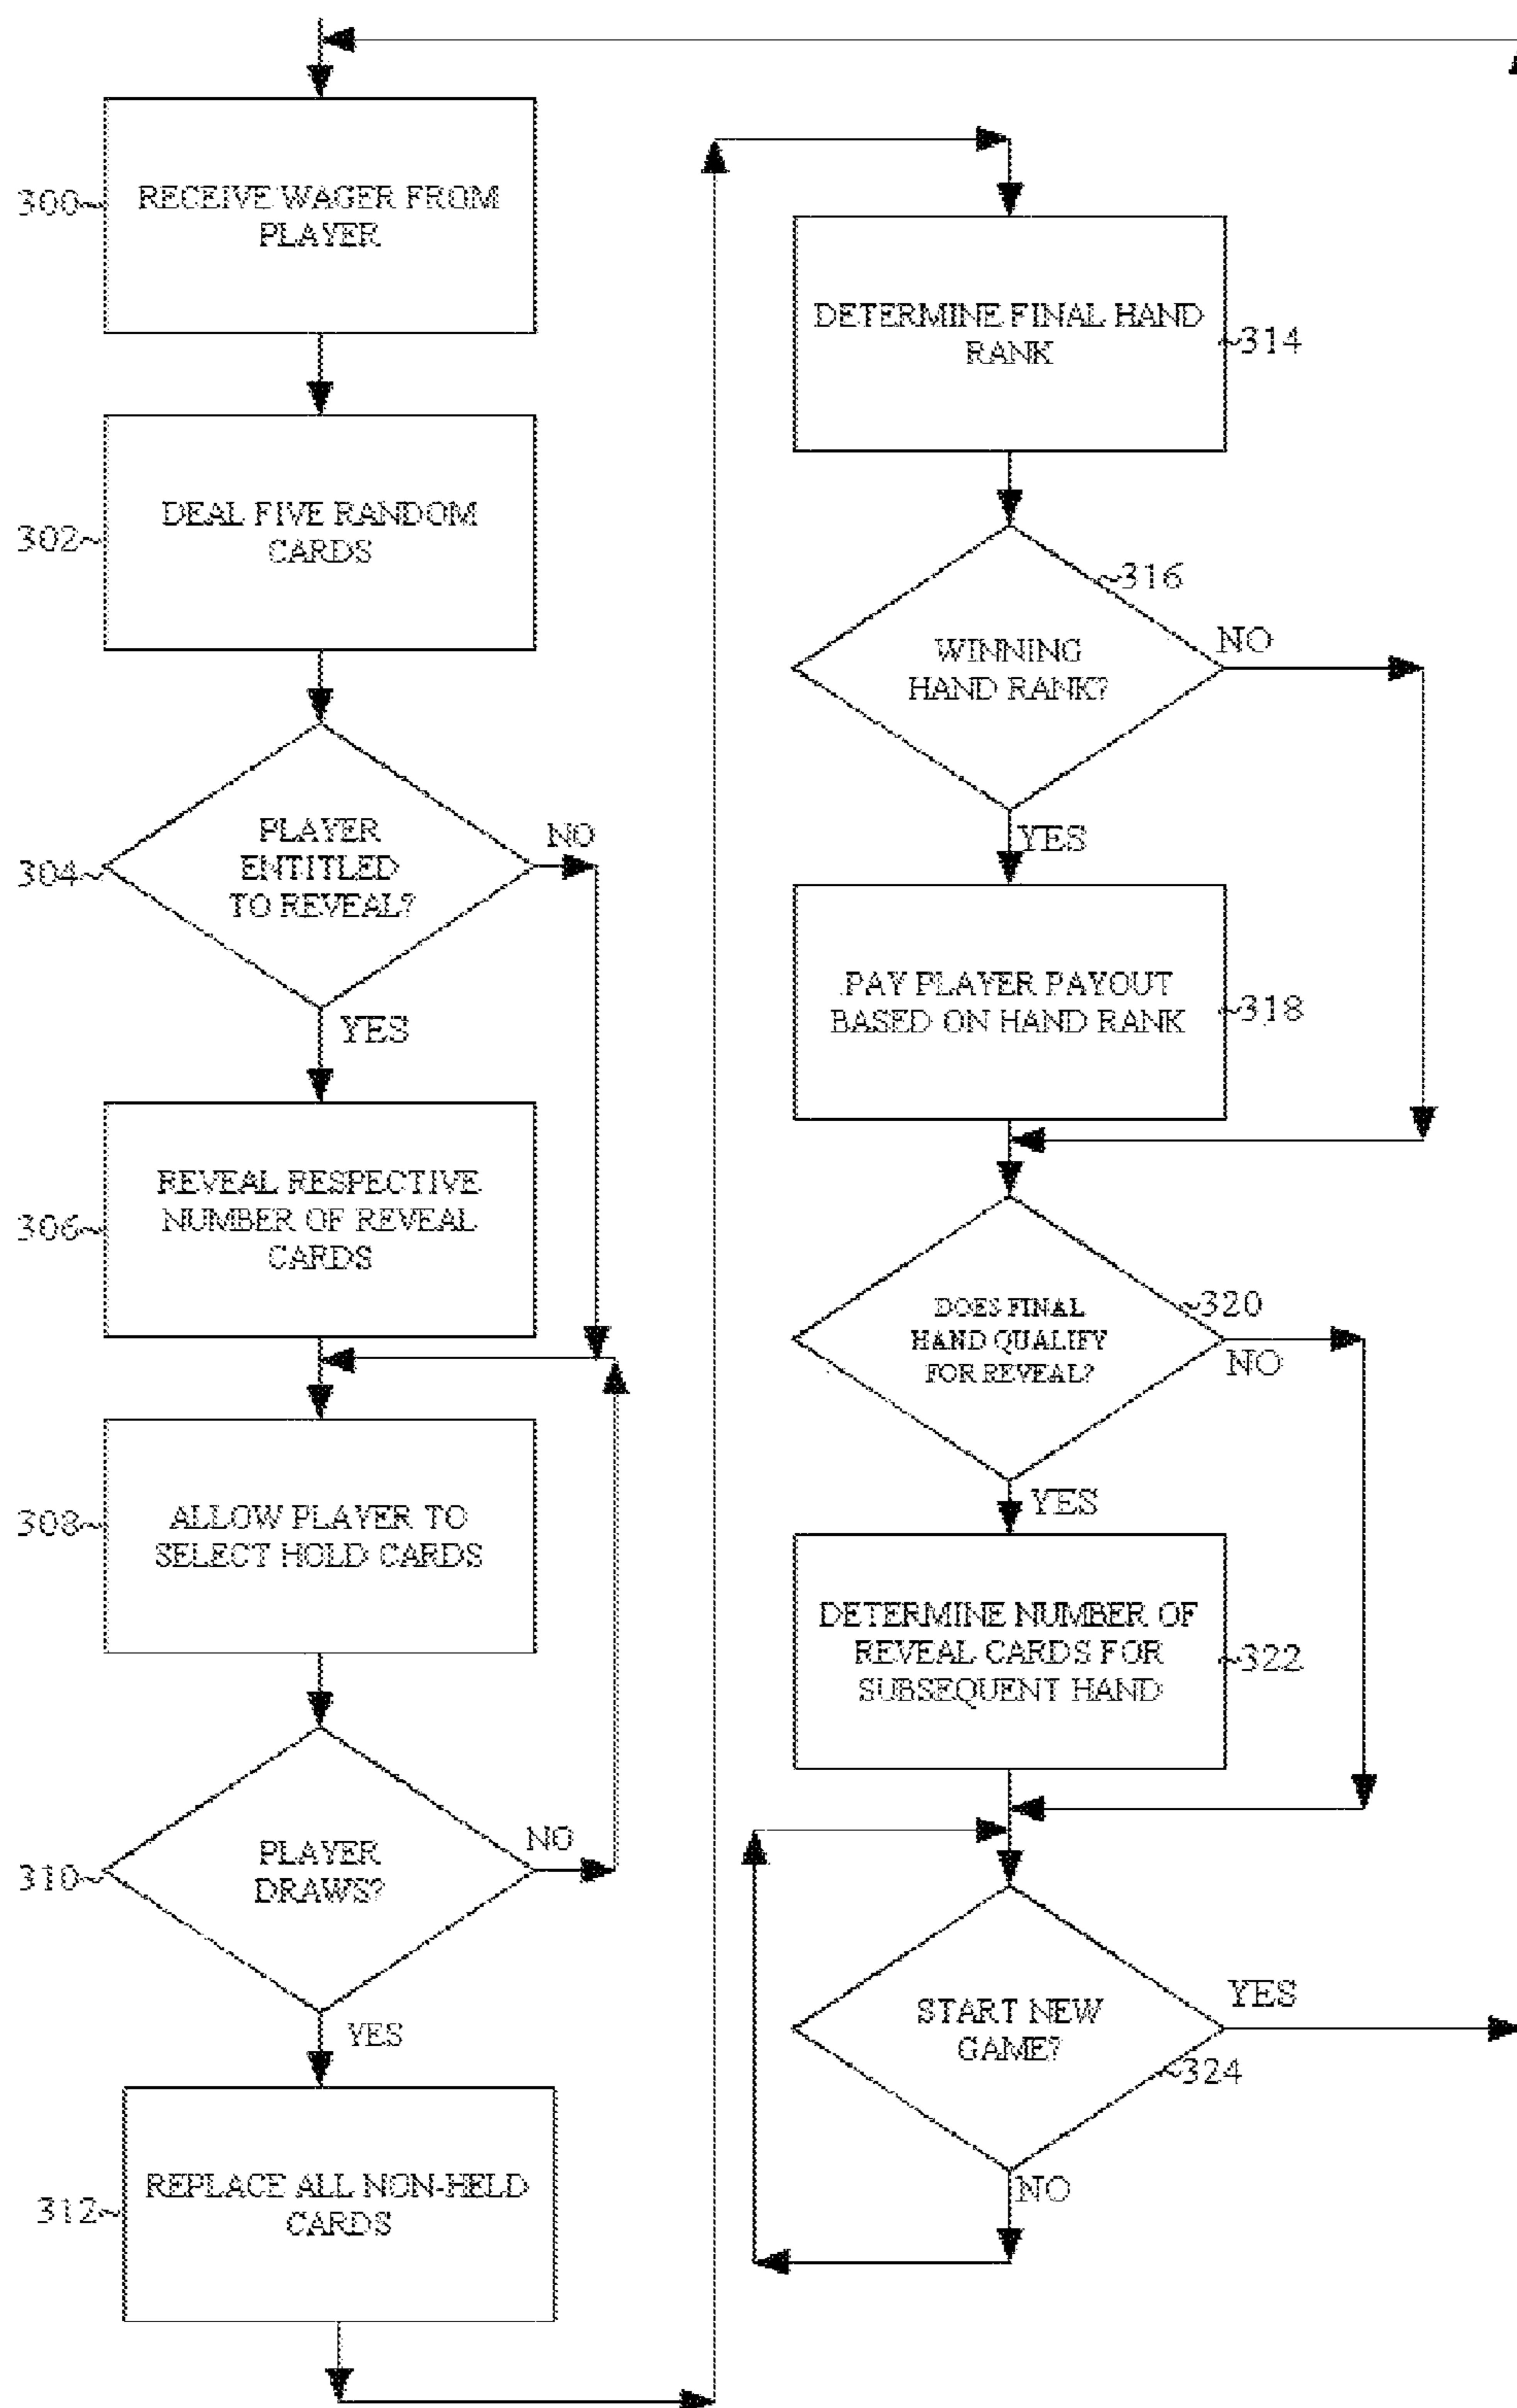 300
RECEIVE WAGER FROM
PLAYER
302
DEAL FIVE RANDOM
CARDS
304
PLAYER
ENTITLED
TO REVEAL?
NO
YES
306
REVEAL RESPECTIVE
NUMBER OF REVEAL
CARDS
308
ALLOW PLAYER TO
SELECT HOLD CARDS
310
PLAYER
DRAWS?
NO
YES
312
REPLACE ALL NON-HELD
CARDS
DETERMINE FINAL HAND
RANK
314
316
WINNING
HAND RANK?
NO
YES
PAY PLAYER PAYOUT
BASED ON HAND RANK
318
320
DOES FINAL
HAND QUALIFY
FOR REVEAL?
NO
YES
DETERMINE NUMBER OF
REVEAL CARDS FOR
SUBSEQUENT HAND
322
START NEW
GAME?
YES
324
NO